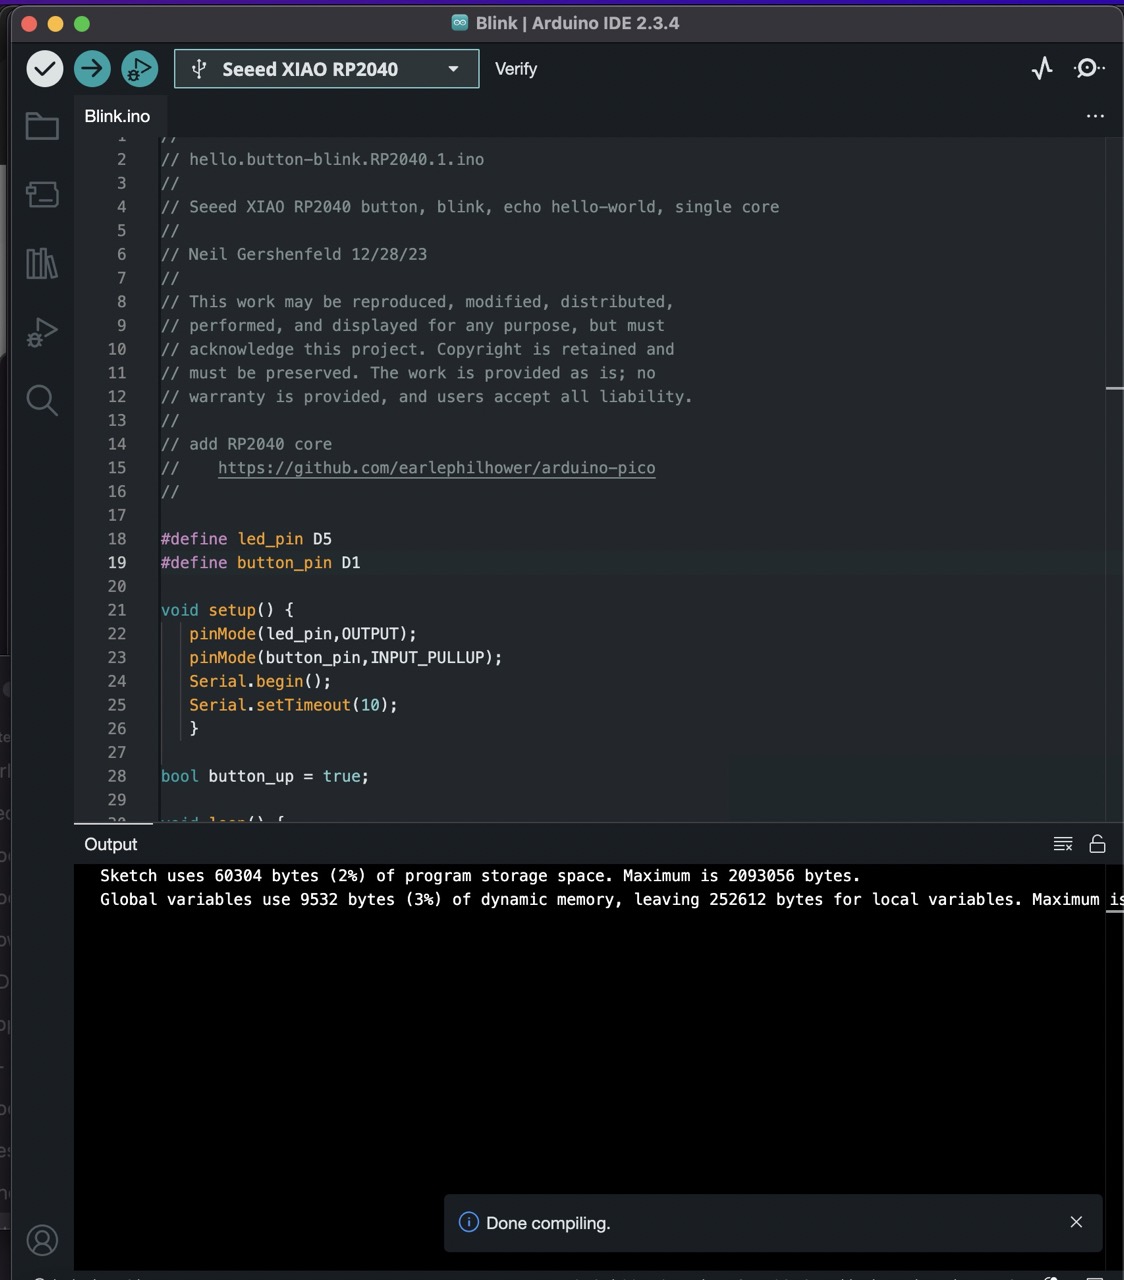 Blink | Arduino IDE 2.3.4
Seeed XIAO RP2040
Verify
Blink.ino
1 //
2 // hello.button-blink.RP2040.1.ino
3 //
4 // Seeed XIAO RP2040 button, blink, echo hello-world, single core
5 //
6 // Neil Gershenfeld 12/28/23
7 //
8 // This work may be reproduced, modified, distributed,
9 // performed, and displayed for any purpose, but must
10 // acknowledge this project. Copyright is retained and
11 // must be preserved. The work is provided as is; no
12 // warranty is provided, and users accept all liability.
13 //
14 // add RP2040 core
15 // https://github.com/earlephilhower/arduino-pico
16 //
17
18 #define led_pin D5
19 #define button_pin D1
20
21 void setup() {
22 pinMode(led_pin,OUTPUT);
23 pinMode(button_pin,INPUT_PULLUP);
24 Serial.begin();
25 Serial.setTimeout(10);
26 }
27
28 bool button_up = true;
29
30 void loop() {
Output
Sketch uses 60304 bytes (2%) of program storage space. Maximum is 2093056 bytes.
Global variables use 9532 bytes (3%) of dynamic memory, leaving 252612 bytes for local variables. Maximum is
Done compiling.